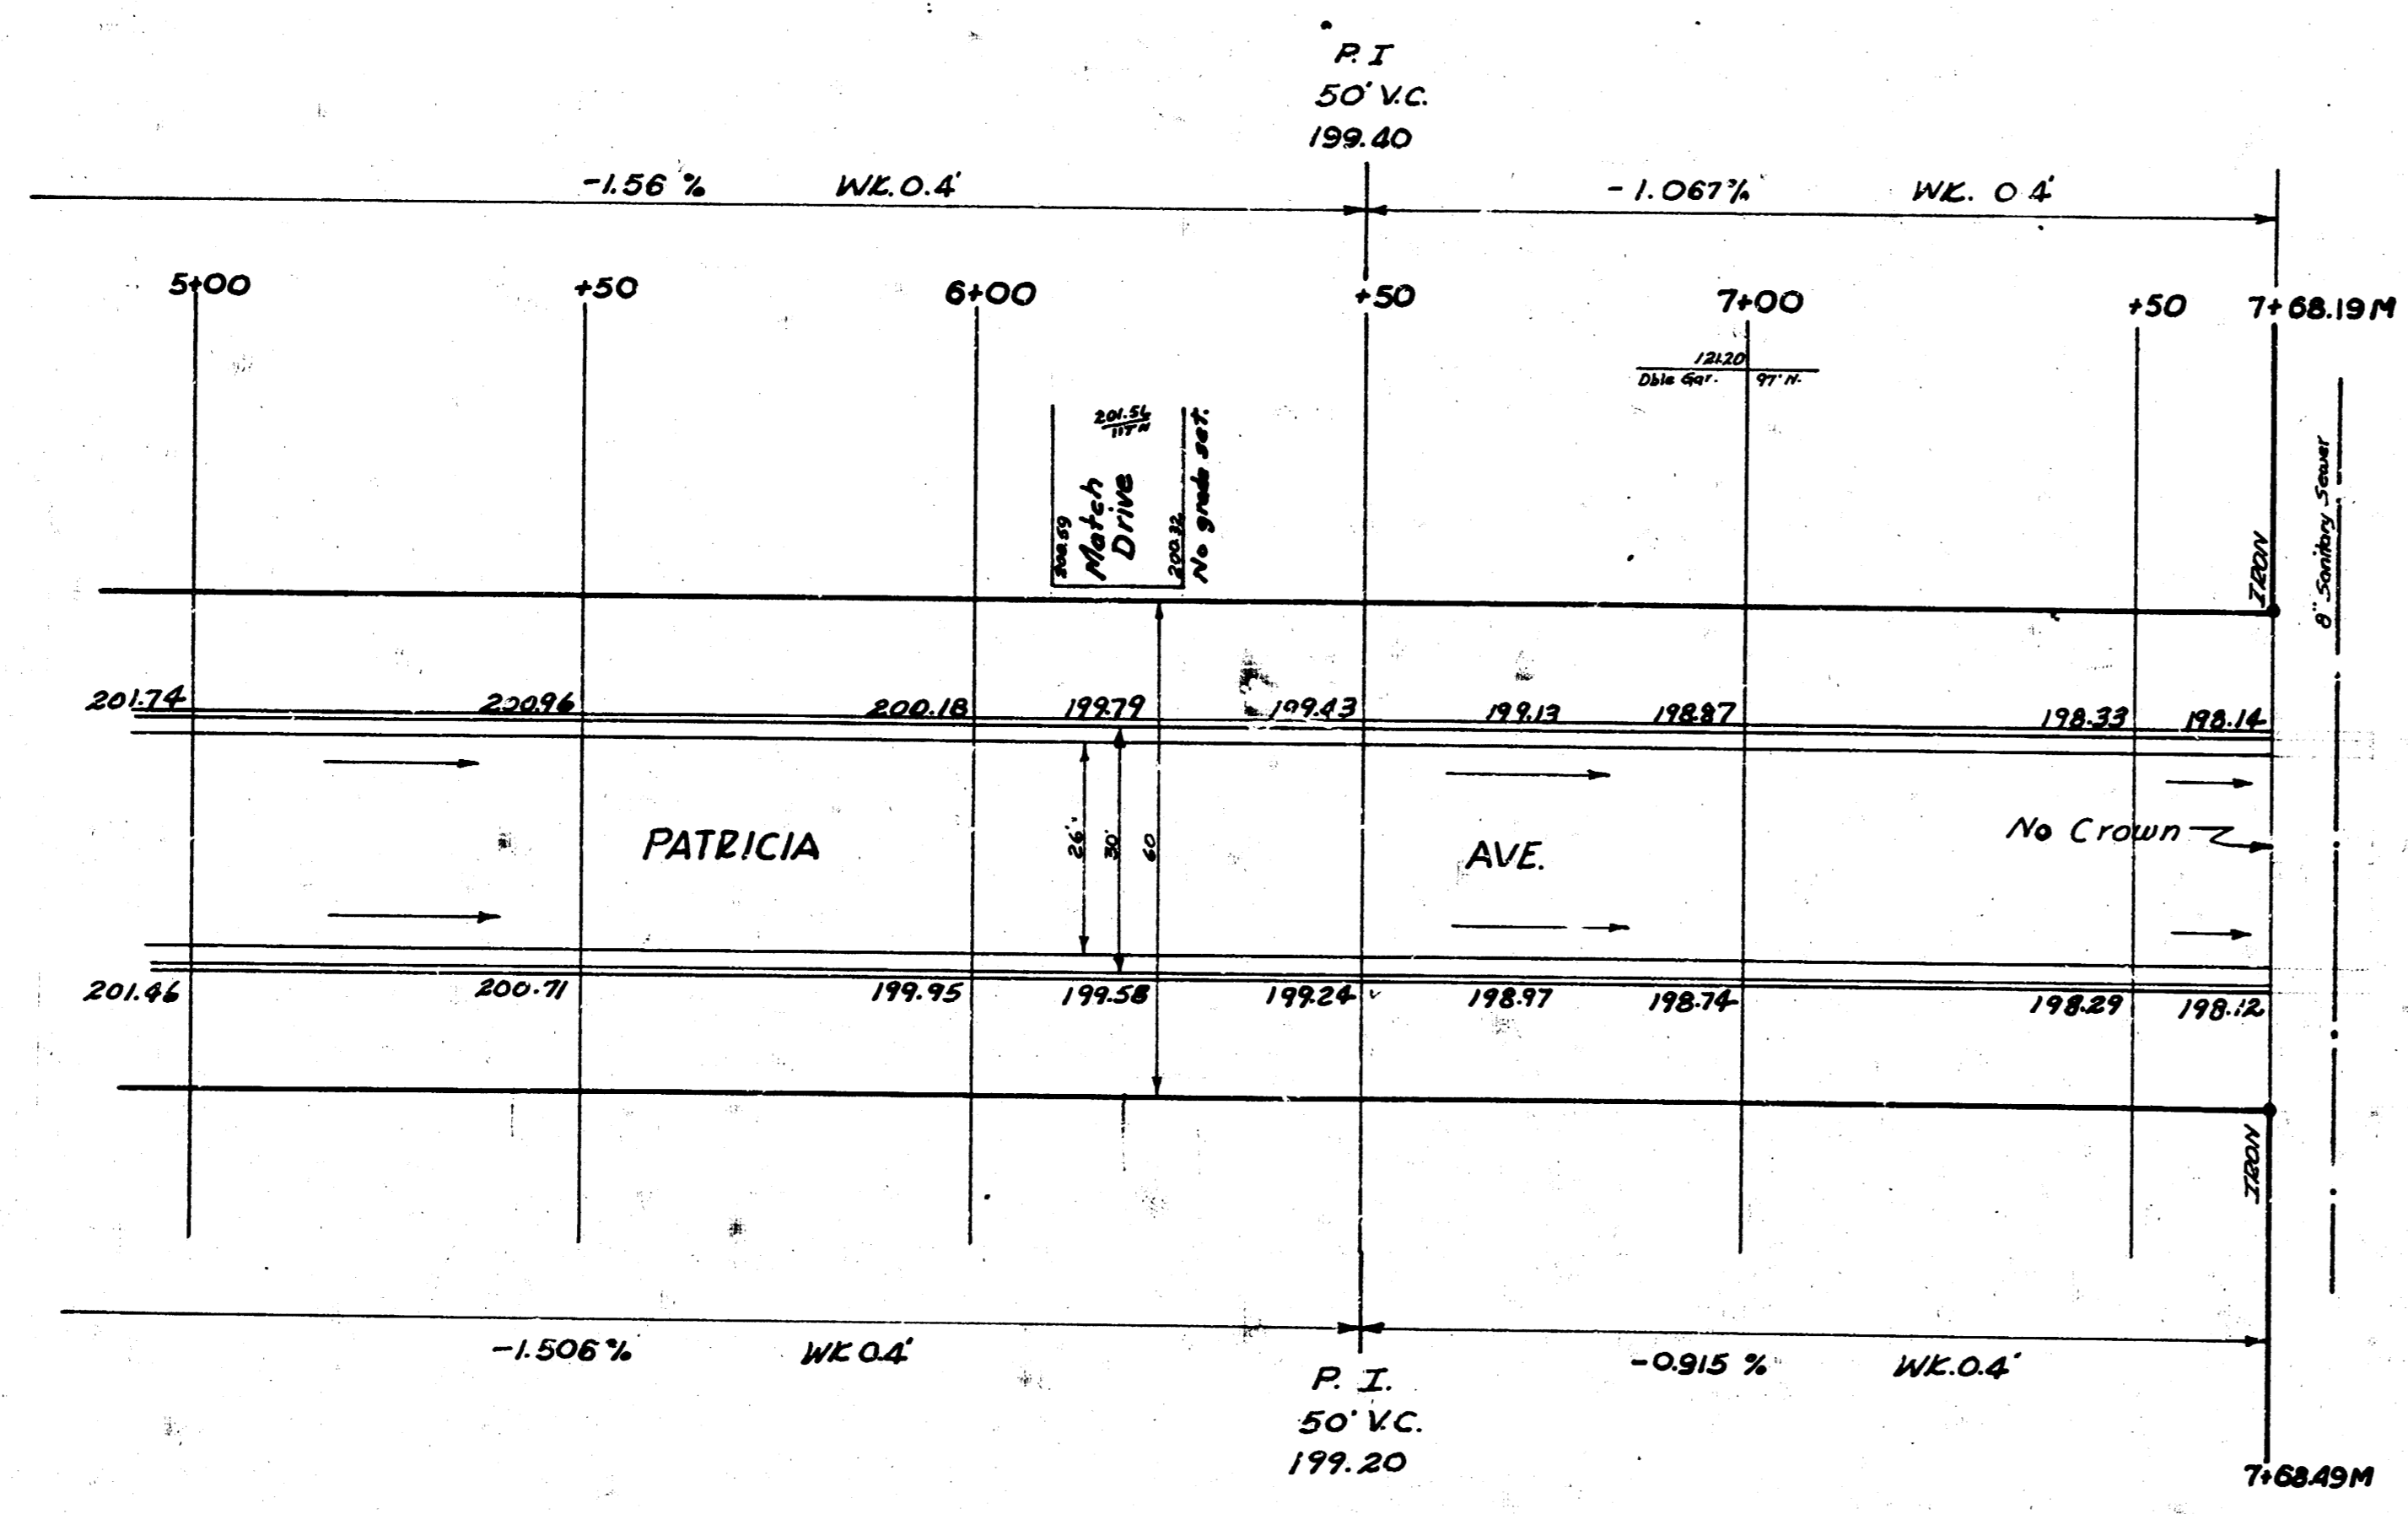 P. I
50' V.C.
199.40
-1.56 % WK. 0.4'
-1.067% WK. 0 4'
5+00 +50 6+00 +50 7+00 +50 7+68.19 M
121.20
Dble Gar. 97' N.
Match
Drive
200.32
No grade set.
IRON
8" Sanitary Sewer
201.74 200.96 200.18 199.79 199.43 199.13 198.87 198.33 198.14
PATRICIA AVE.
26' 30' 60
No Crown
201.46 200.71 199.95 199.58 199.24 198.97 198.74 198.29 198.12
IRON
-1.506 % WK 0.4'
-0.915 % WK. 0.4'
P. I.
50' V.C.
199.20
7+68.49 M